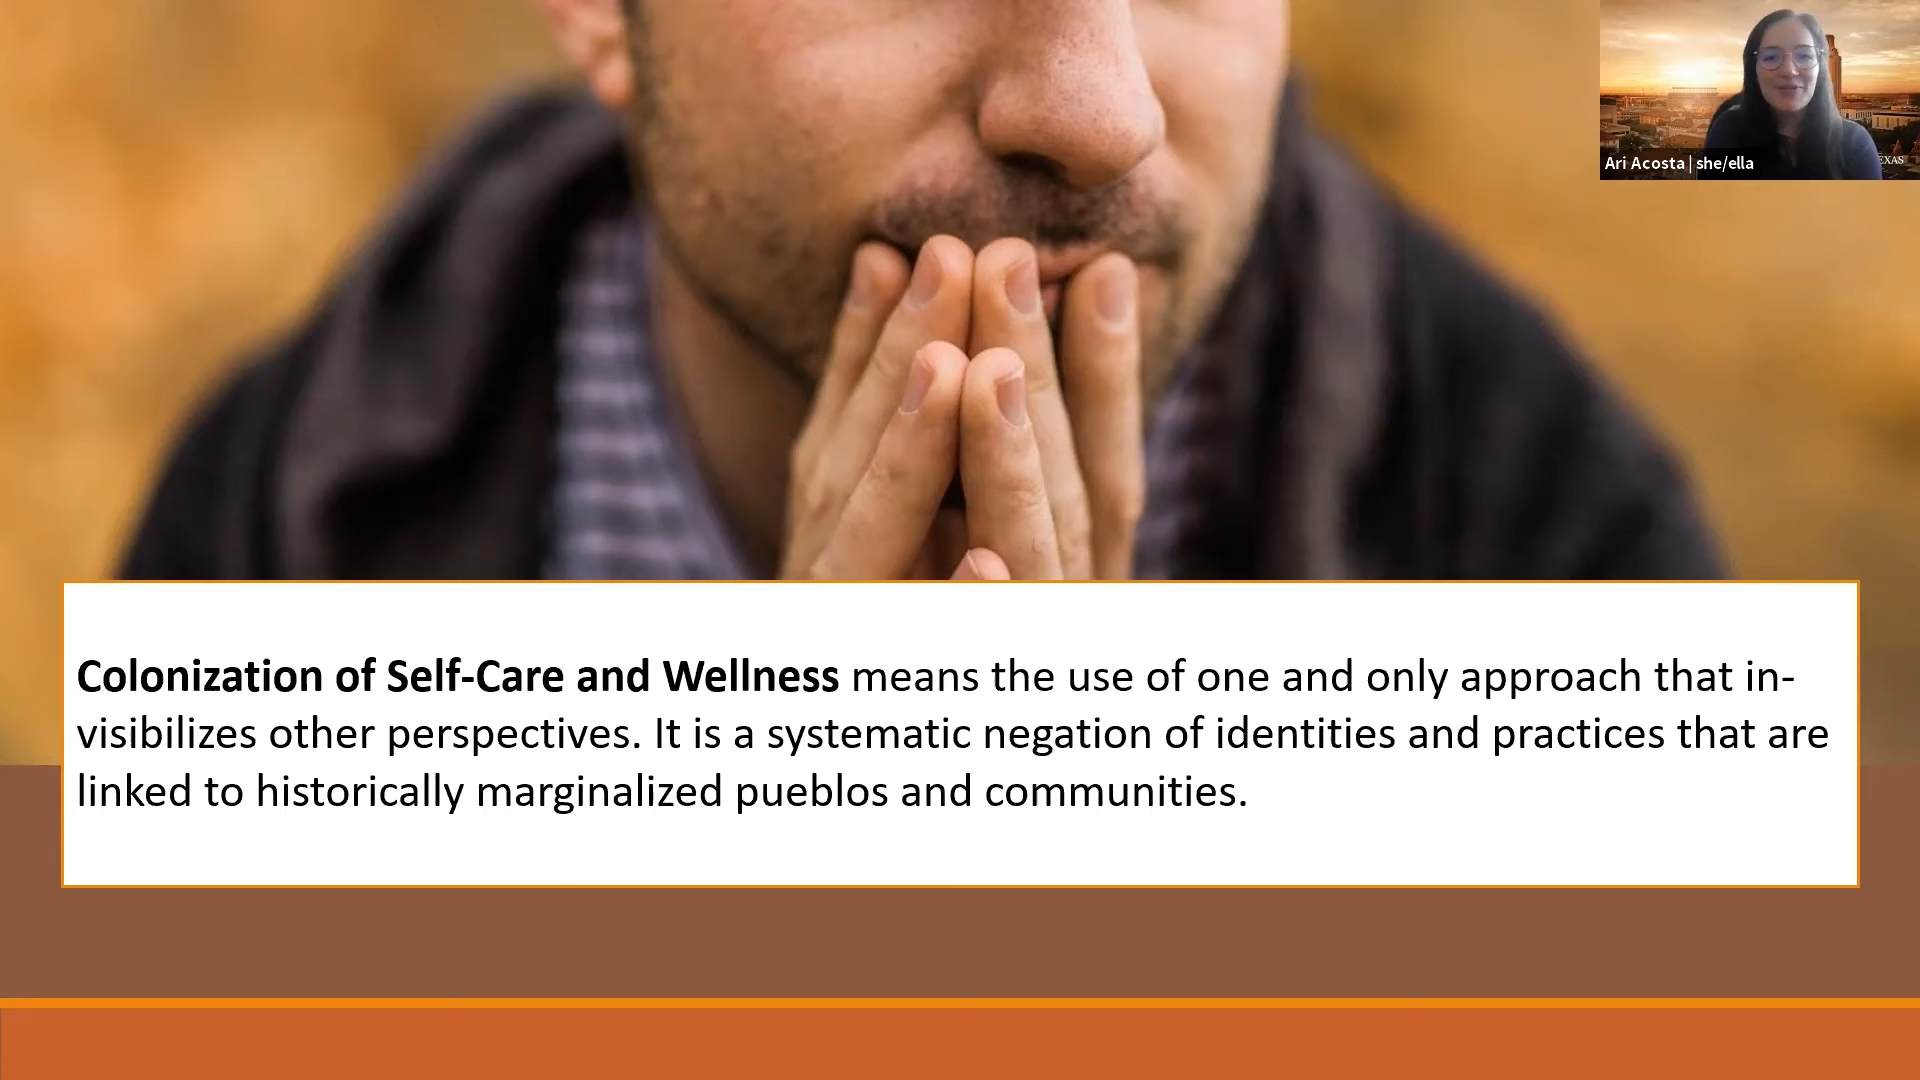 Ari Acosta | she/ella
EXAS
Colonization of Self-Care and Wellness means the use of one and only approach that in-
visibilizes other perspectives. It is a systematic negation of identities and practices that are
linked to historically marginalized pueblos and communities.